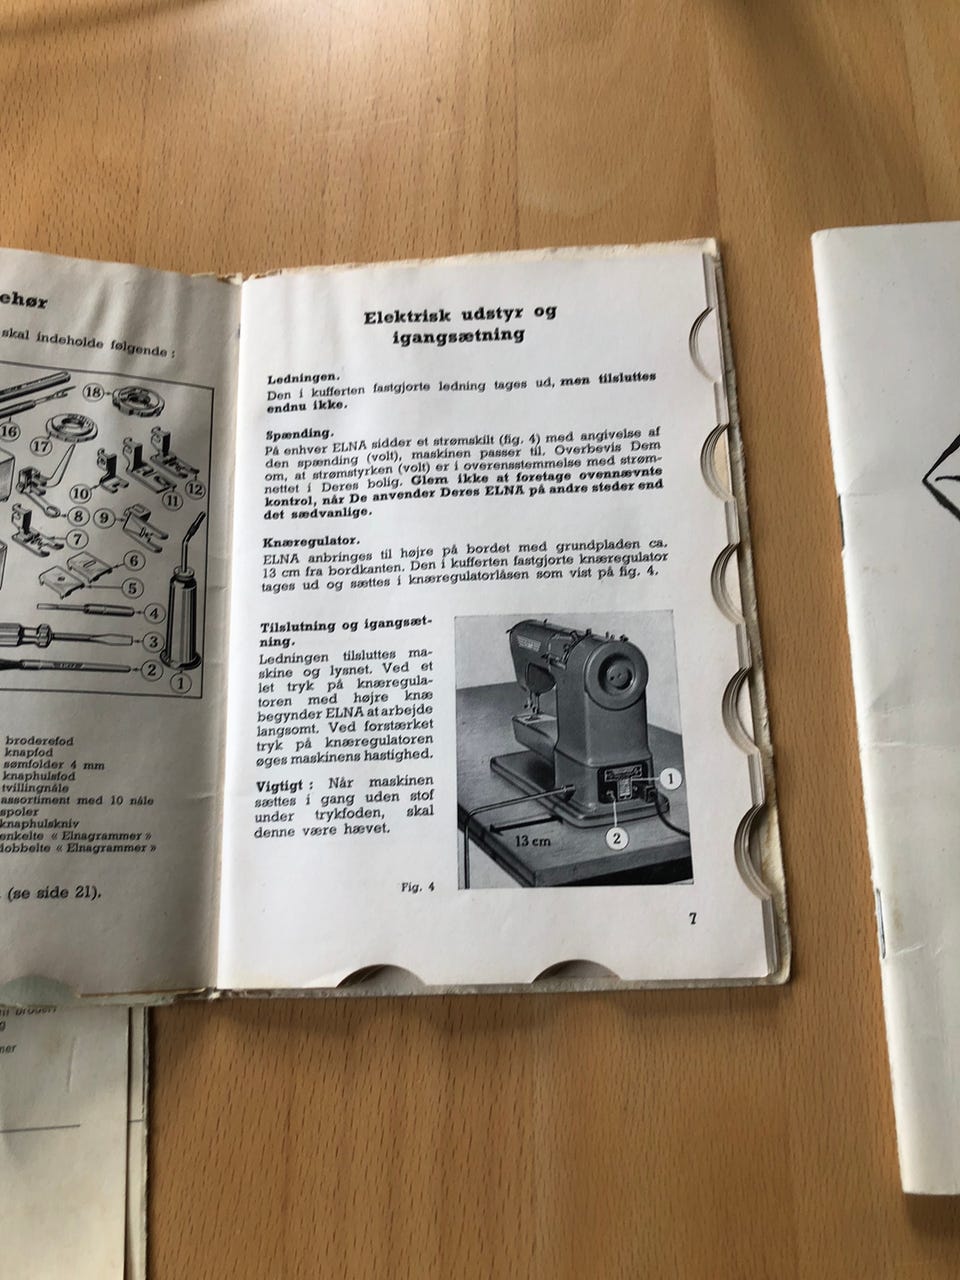 ehør
skal indeholde følgende :
18
16
17
10
11
12
8
9
7
6
5
4
3
2
1
broderefod
knapfod
sømfolder 4 mm
knaphulsfod
tvillingnåle
assortiment med 10 nåle
spoler
knaphulskniv
enkelte « Elnagrammer »
dobbelte « Elnagrammer »
(se side 21).
Elektrisk udstyr og
igangsætning
Ledningen.
Den i kufferten fastgjorte ledning tages ud, men tilsluttes
endnu ikke.
Spænding.
På enhver ELNA sidder et strømskilt (fig. 4) med angivelse af
den spænding (volt), maskinen passer til. Overbevis Dem
om, at strømstyrken (volt) er i overensstemmelse med strøm-
nettet i Deres bolig. Glem ikke at foretage ovennævnte
kontrol, når De anvender Deres ELNA på andre steder end
det sædvanlige.
Knæregulator.
ELNA anbringes til højre på bordet med grundpladen ca.
13 cm fra bordkanten. Den i kufferten fastgjorte knæregulator
tages ud og sættes i knæregulatorlåsen som vist på fig. 4.
Tilslutning og igangsæt-
ning.
Ledningen tilsluttes ma-
skine og lysnet. Ved et
let tryk på knæregula-
toren med højre knæ
begynder ELNA at arbejde
langsomt. Ved forstærket
tryk på knæregulatoren
øges maskinens hastighed.
Vigtigt : Når maskinen
sættes i gang uden stof
under trykfoden, skal
denne være hævet.
1
2
13 cm
Fig. 4
7
mer